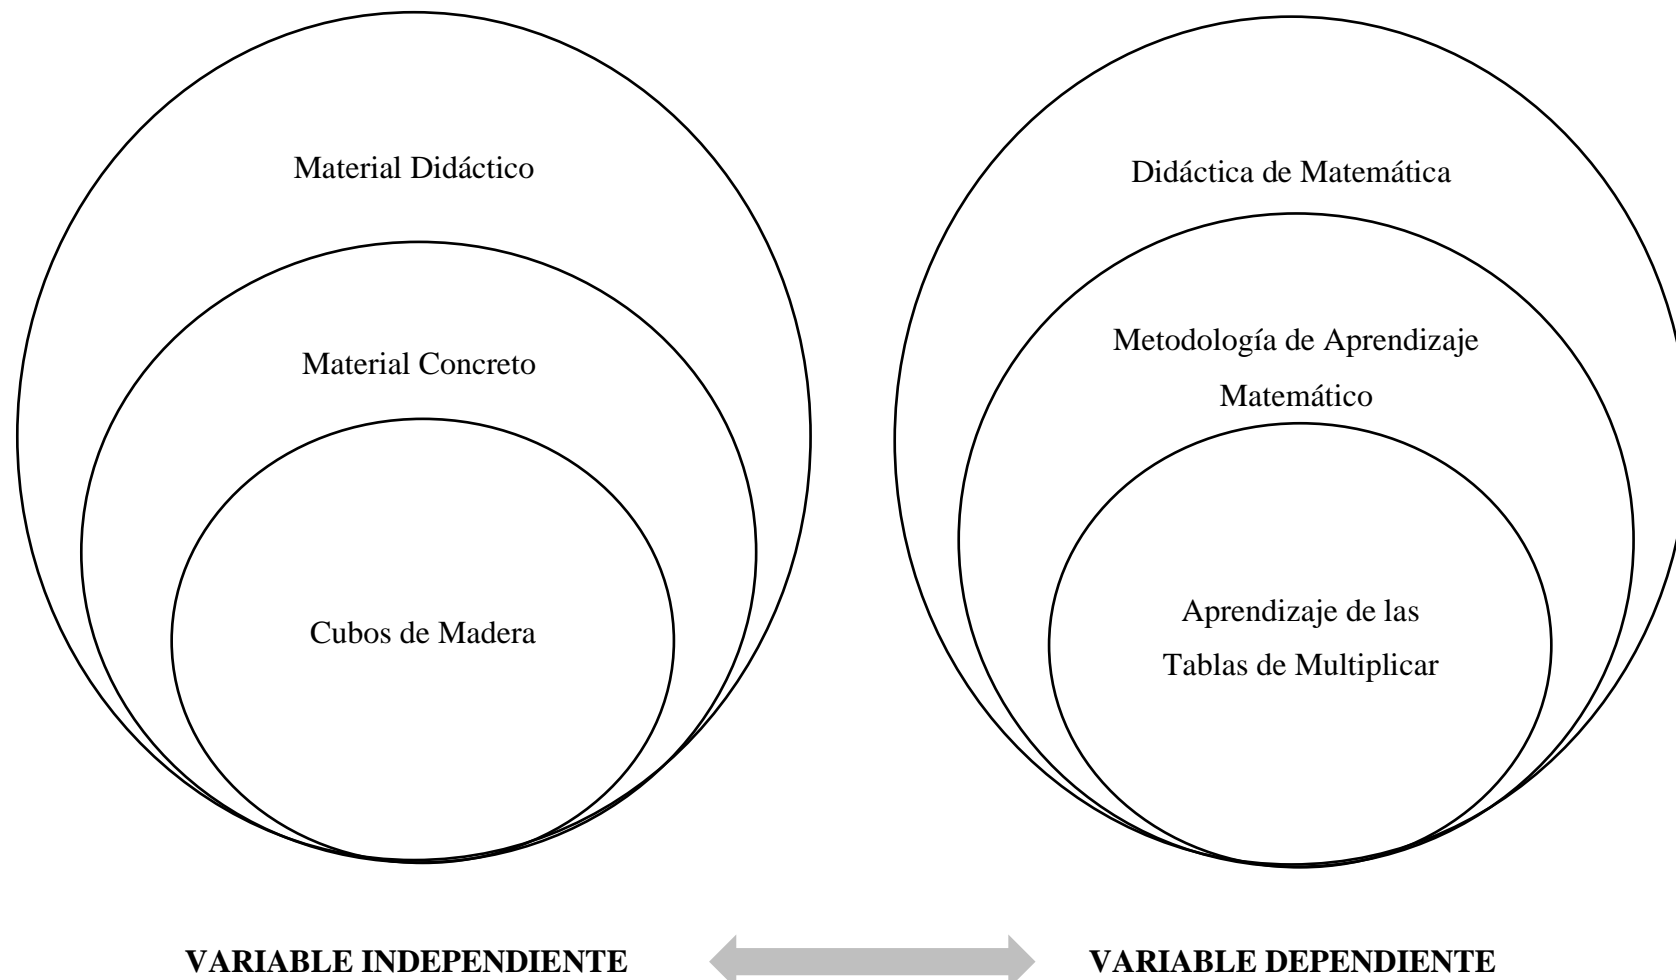 Material Didáctico
Material Concreto
Cubos de Madera
Didáctica de Matemática
Metodología de Aprendizaje
Matemático
Aprendizaje de las
Tablas de Multiplicar
VARIABLE INDEPENDIENTE
VARIABLE DEPENDIENTE